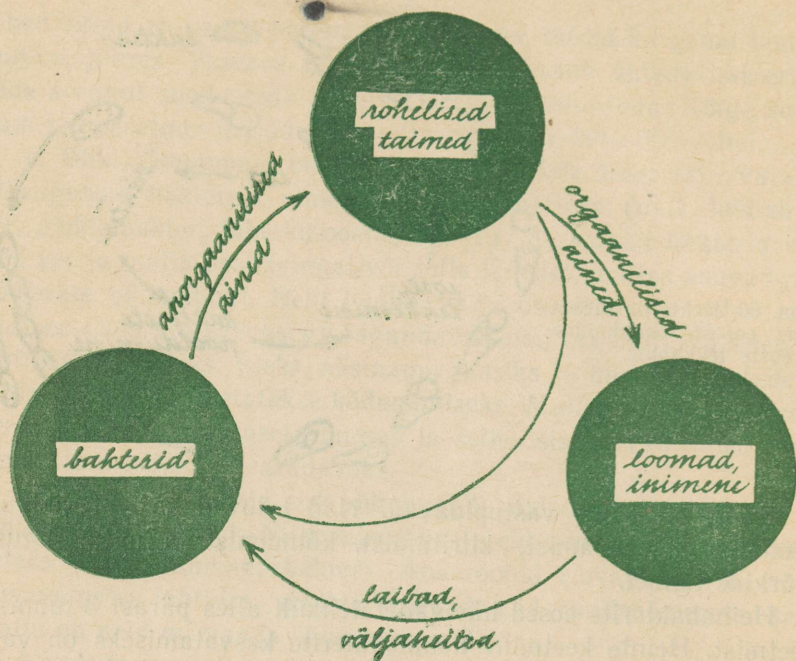 rohelised
taimed
anorgaanilised
ained
orgaanilised
ained
bakterid
loomad,
inimene
laibad,
väljaheited